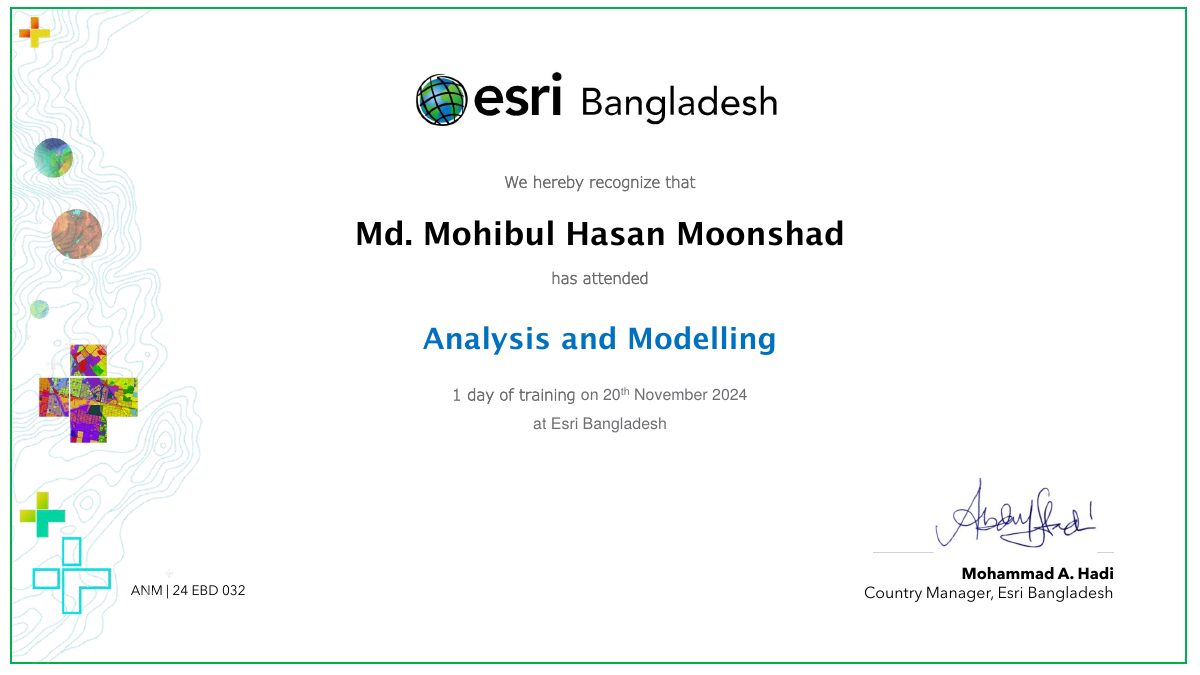 esri Bangladesh
We hereby recognize that
Md. Mohibul Hasan Moonshad
has attended
Analysis and Modelling
1 day of training on 20th November 2024
at Esri Bangladesh
Mohammad A. Hadi
Country Manager, Esri Bangladesh
ANM | 24 EBD 032